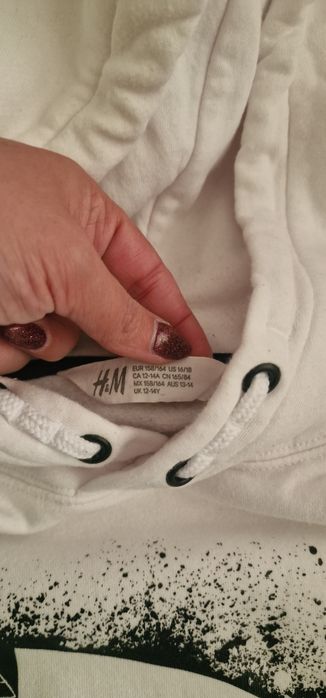 H&M
EUR 158/164 US 16/18
CA 12-14A CN 165/84
MX 158/164 AUS 13-14
UK 12-14Y